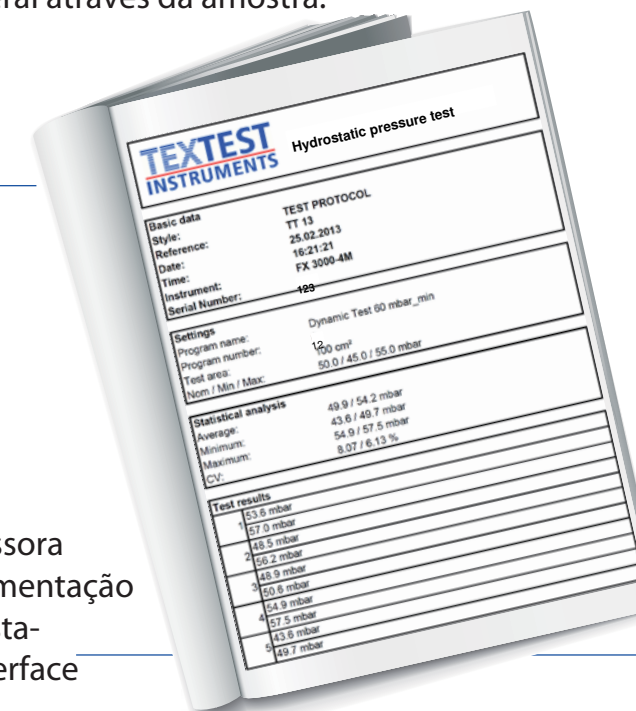 eral através da amostra.
TEXTEST
INSTRUMENTS
Hydrostatic pressure test
Basic data
Style: TEST PROTOCOL
Reference: TT 13
Date: 25.02.2013
Time: 16:21:21
Instrument: FX 3000-4M
Serial Number: 123
Settings
Program name: Dynamic Test 60 mbar_min
Program number: 12
Test area: 100 cm²
Nom / Min / Max: 50.0 / 45.0 / 55.0 mbar
Statistical analysis
Average: 49.9 / 54.2 mbar
Minimum: 43.6 / 49.7 mbar
Maximum: 54.9 / 57.5 mbar
CV: 8.07 / 6.13 %
Test results
1 53.6 mbar
57.0 mbar
2 48.5 mbar
56.2 mbar
3 48.9 mbar
50.6 mbar
4 54.9 mbar
57.5 mbar
5 43.6 mbar
49.7 mbar
ssora
mentação
sta-
erface